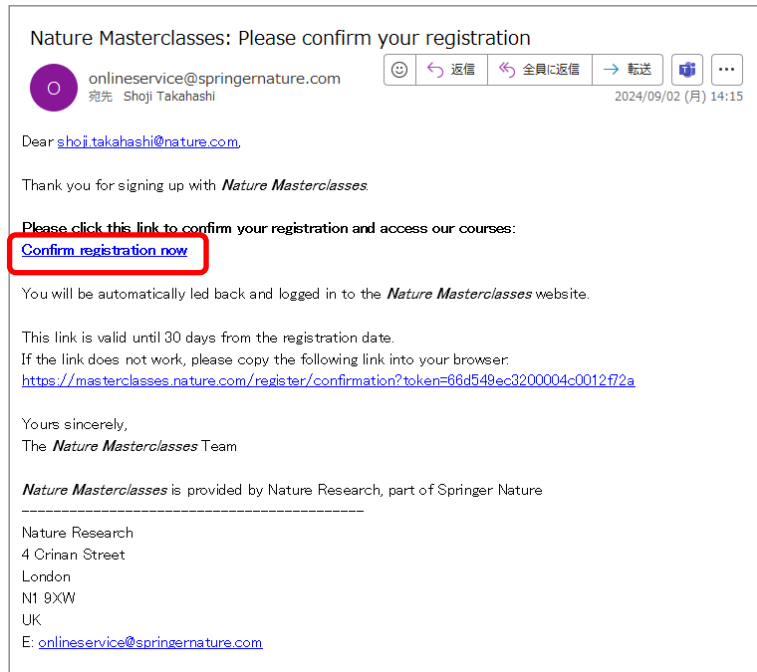 Nature Masterclasses: Please confirm your registration
O
onlineservice@springernature.com
宛先 Shoji Takahashi
返信
全員に返信
転送
2024/09/02 (月) 14:15
Dear shoji.takahashi@nature.com,
Thank you for signing up with Nature Masterclasses.
Please click this link to confirm your registration and access our courses:
Confirm registration now
You will be automatically led back and logged in to the Nature Masterclasses website.
This link is valid until 30 days from the registration date.
If the link does not work, please copy the following link into your browser:
https://masterclasses.nature.com/register/confirmation?token=66d549ec3200004c0012f72a
Yours sincerely,
The Nature Masterclasses Team
Nature Masterclasses is provided by Nature Research, part of Springer Nature
-------------------------------------------
Nature Research
4 Crinan Street
London
N1 9XW
UK
E: onlineservice@springernature.com